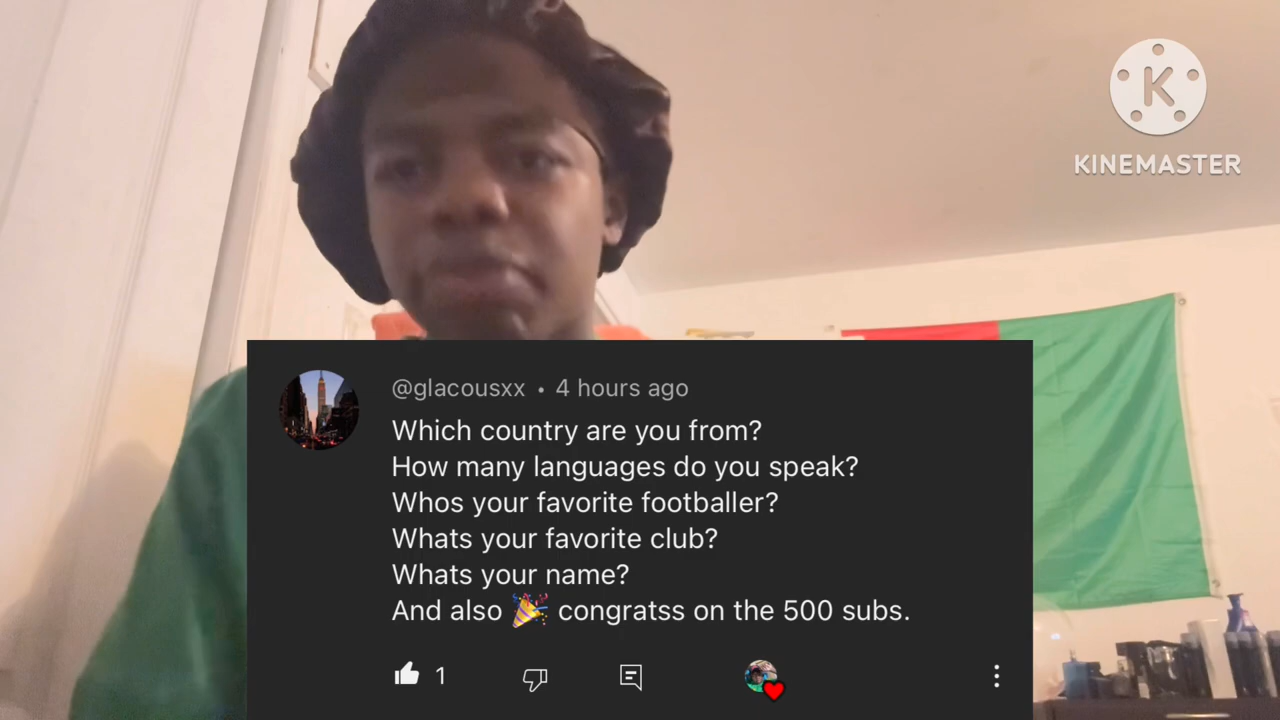 KINEMASTER
@glacousxx • 4 hours ago
Which country are you from?
How many languages do you speak?
Whos your favorite footballer?
Whats your favorite club?
Whats your name?
And also 🎉 congratss on the 500 subs.
1